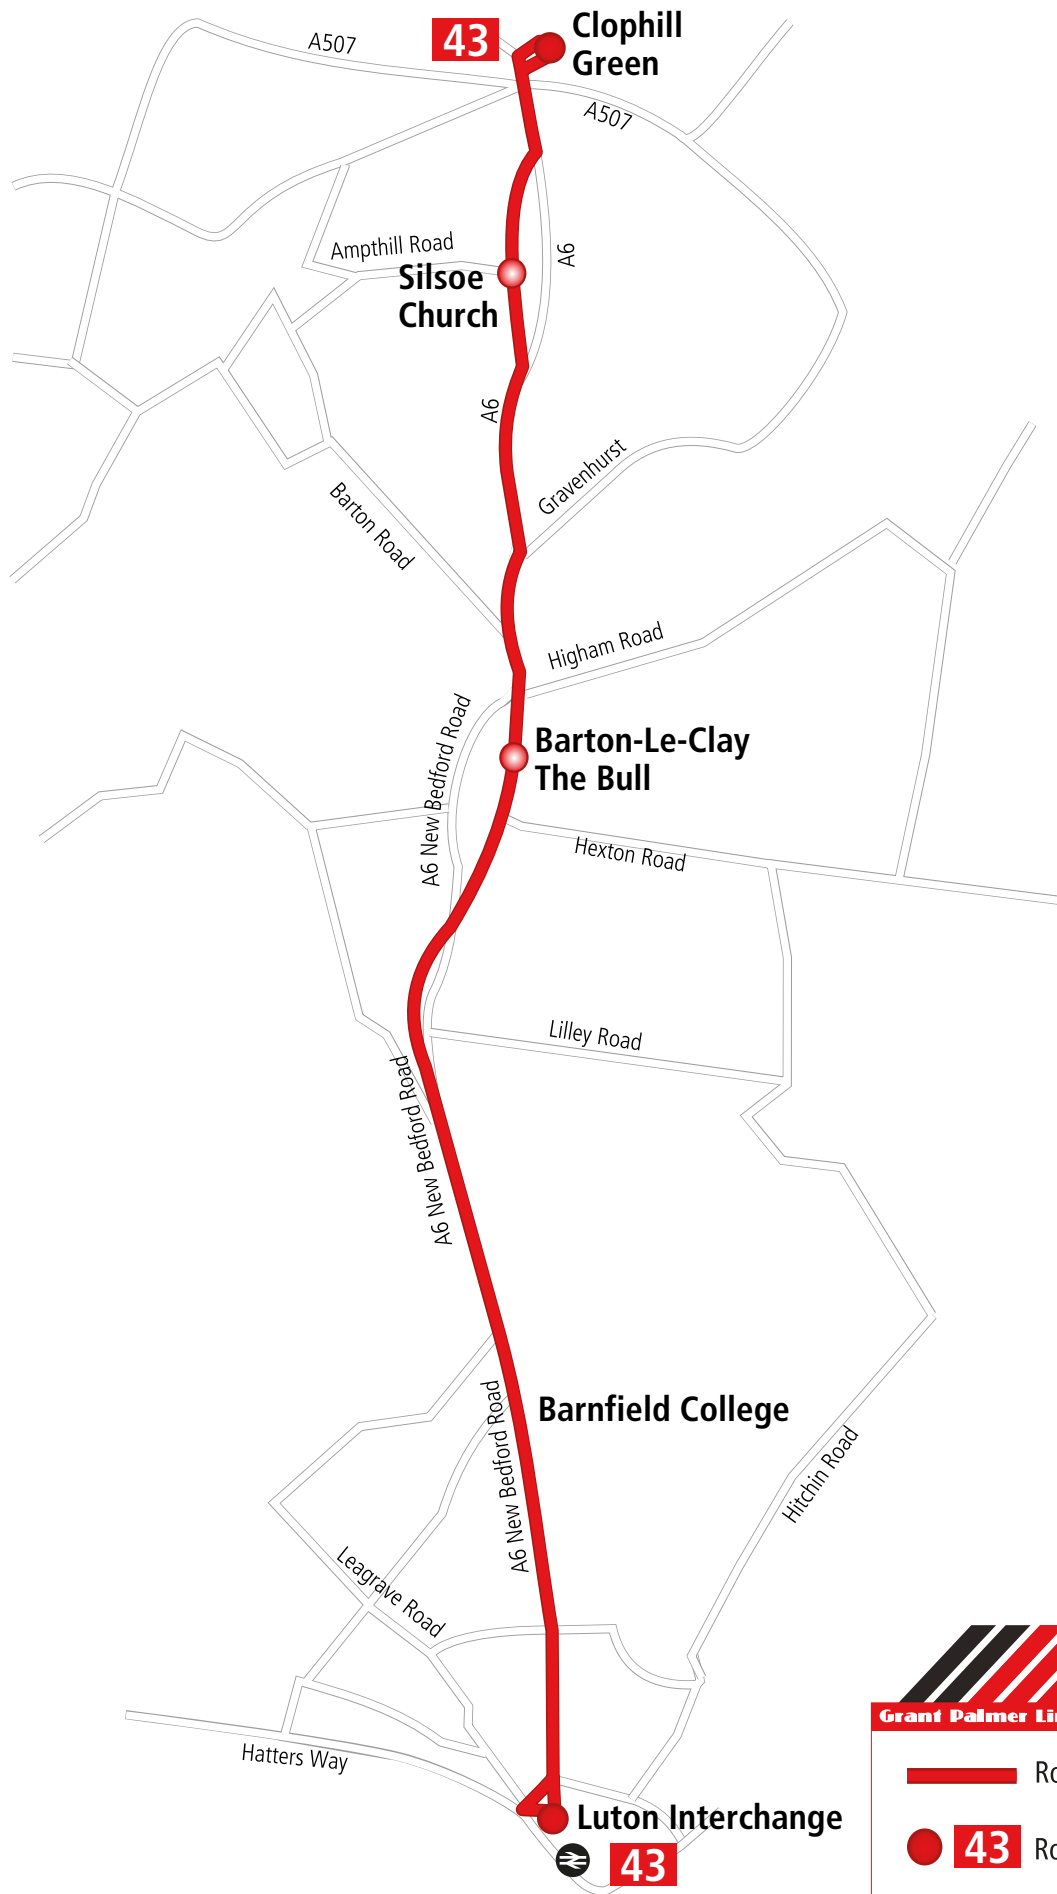 43
Clophill
Green
A507
A507
Ampthill Road
A6
Silsoe
Church
A6
Gravenhurst
Barton Road
Higham Road
A6 New Bedford Road
Barton-Le-Clay
The Bull
Hexton Road
Lilley Road
A6 New Bedford Road
A6 New Bedford Road
Barnfield College
Hitchin Road
Leagrave Road
Grant Palmer
Hatters Way
Luton Interchange
43
43